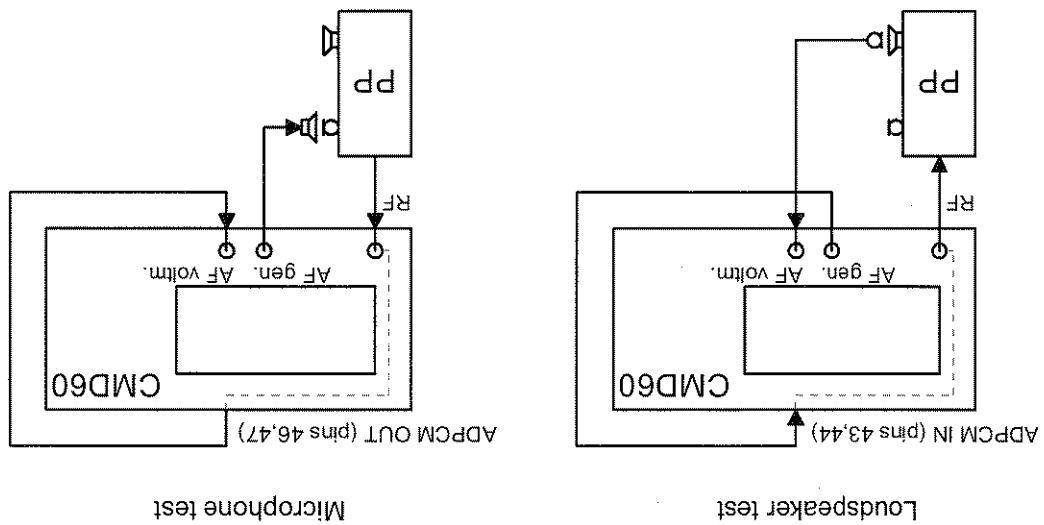 Loudspeaker test
ADPCM IN (pins 43,44)
CMD60
AF gen. AF voltm.
RF
PP
Microphone test
ADPCM OUT (pins 46,47)
CMD60
AF gen. AF voltm.
RF
PP